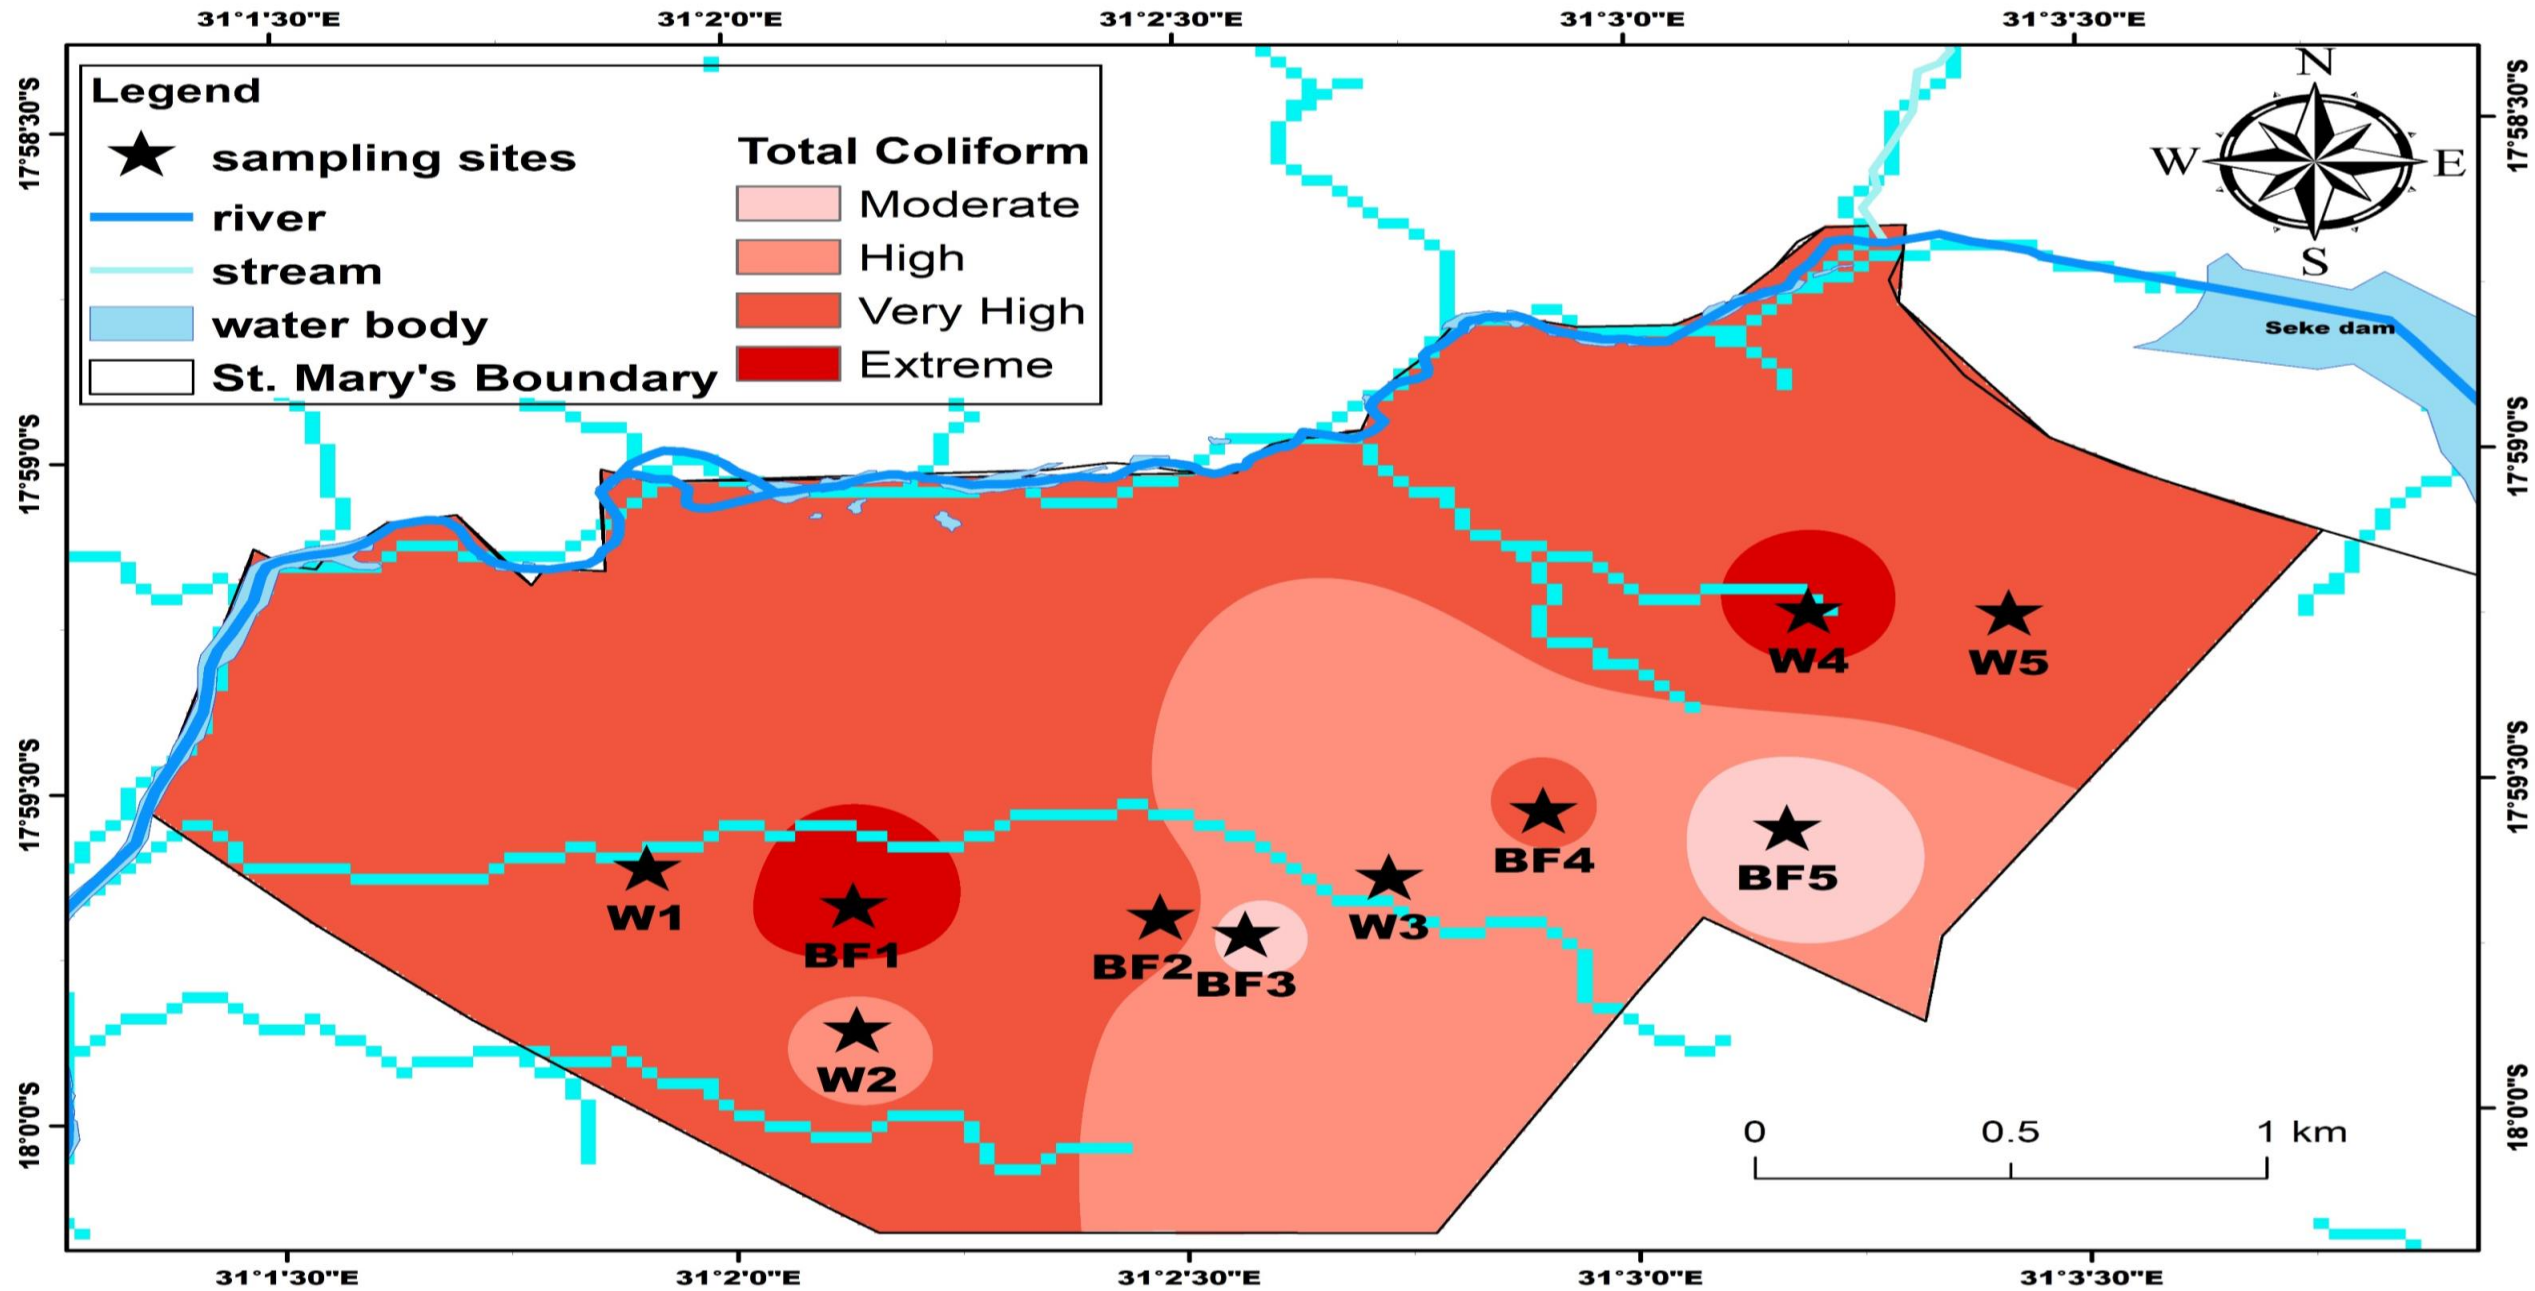 31°1'30"E 31°2'0"E 31°2'30"E 31°3'0"E 31°3'30"E
17°58'30"S
17°59'0"S
17°59'30"S
18°0'0"S
Legend
sampling sites
river
stream
water body
St. Mary's Boundary
Total Coliform
Moderate
High
Very High
Extreme
N
W E
S
Seke dam
W4
W5
BF4
BF5
W1
BF1
BF2
BF3
W3
W2
0 0.5 1 km
17°58'30"S
17°59'0"S
17°59'30"S
18°0'0"S
31°1'30"E 31°2'0"E 31°2'30"E 31°3'0"E 31°3'30"E